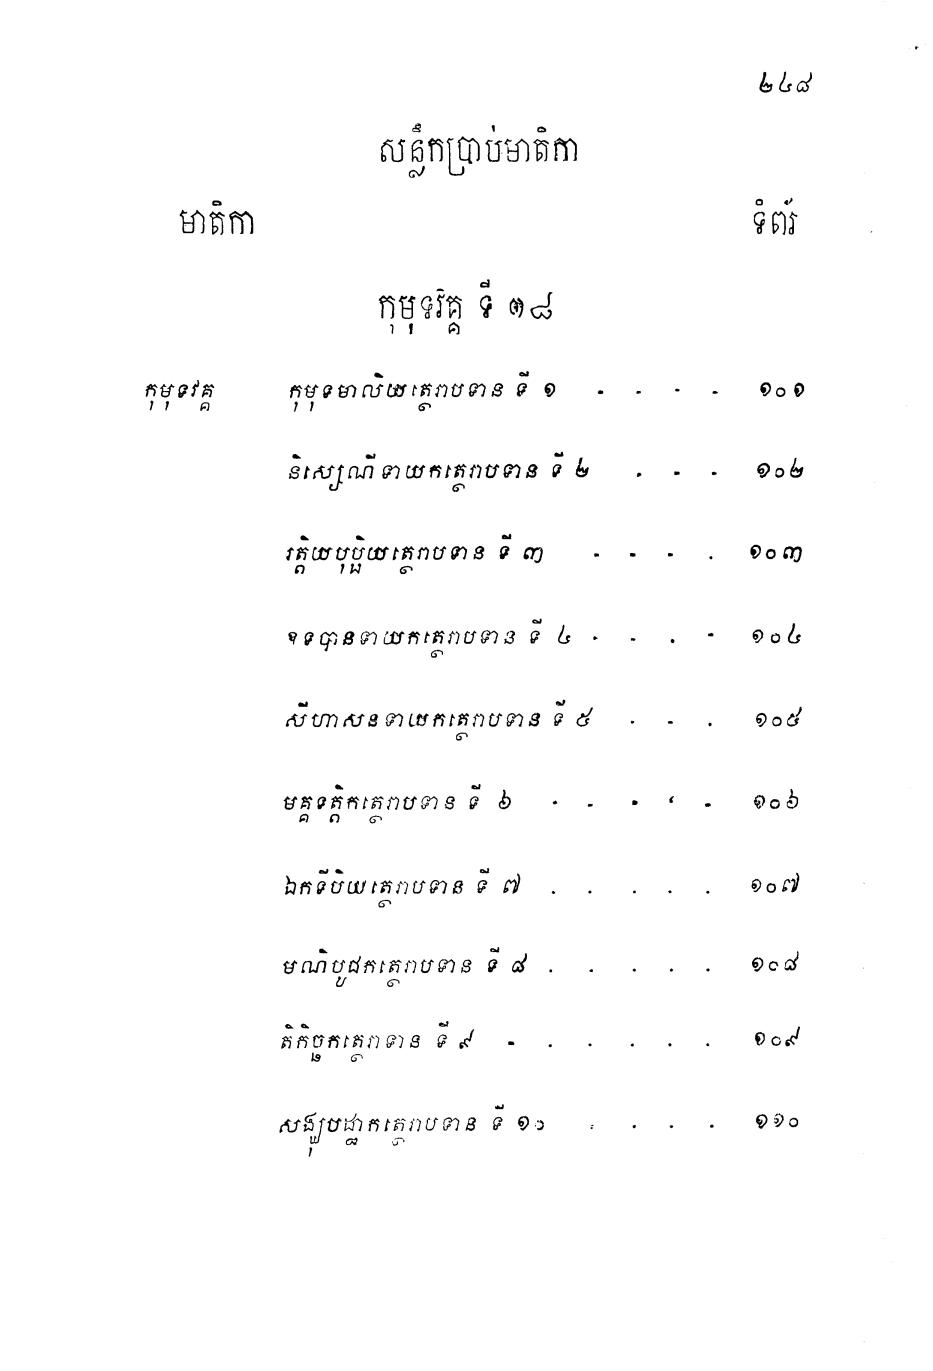 ២៤៨
សន្លឹកប្រាប់មាតិកា
មាតិកា ទំព័រ
កុមុទវគ្គ ទី ១៨
កុមុទវគ្គ កុមុទមាលិយត្ថេរាបទាន ទី ១ - - - - ១០១
និស្សេណីទាយកត្ថេរាបទាន ទី ២ . - - - ១០២
រត្តិយបុប្ផិយត្ថេរាបទាន ទី ៣ - - - . ១០៣
ឧទបានទាយកត្ថេរាបទាន ទី ៤ . . . - ១០៤
សីហាសនទាយកត្ថេរាបទាន ទី ៥ . - . ១០៥
មគ្គទត្តិកត្ថេរាបទាន ទី ៦ . . . . . ១០៦
ឯកទីបិយត្ថេរាបទាន ទី ៧ . . . . . ១០៧
មណិបូជកត្ថេរាបទាន ទី ៨ . . . . . ១០៨
តិកិច្ឆកត្ថេរាទាន ទី ៩ - . . . . . ១០៩
សង្ឃុបដ្ឋាកត្ថេរាបទាន ទី ១០ . . . . ១១០